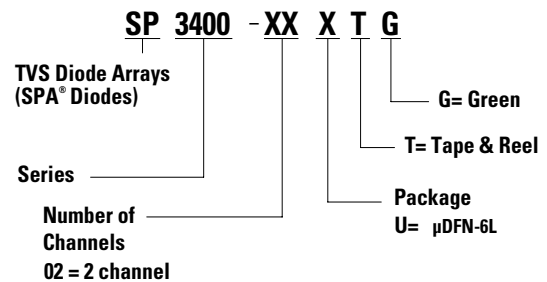 SP 3400 - XX X T G
TVS Diode Arrays
(SPA® Diodes)
G= Green
T= Tape & Reel
Series
Package
U= µDFN-6L
Number of
Channels
02 = 2 channel